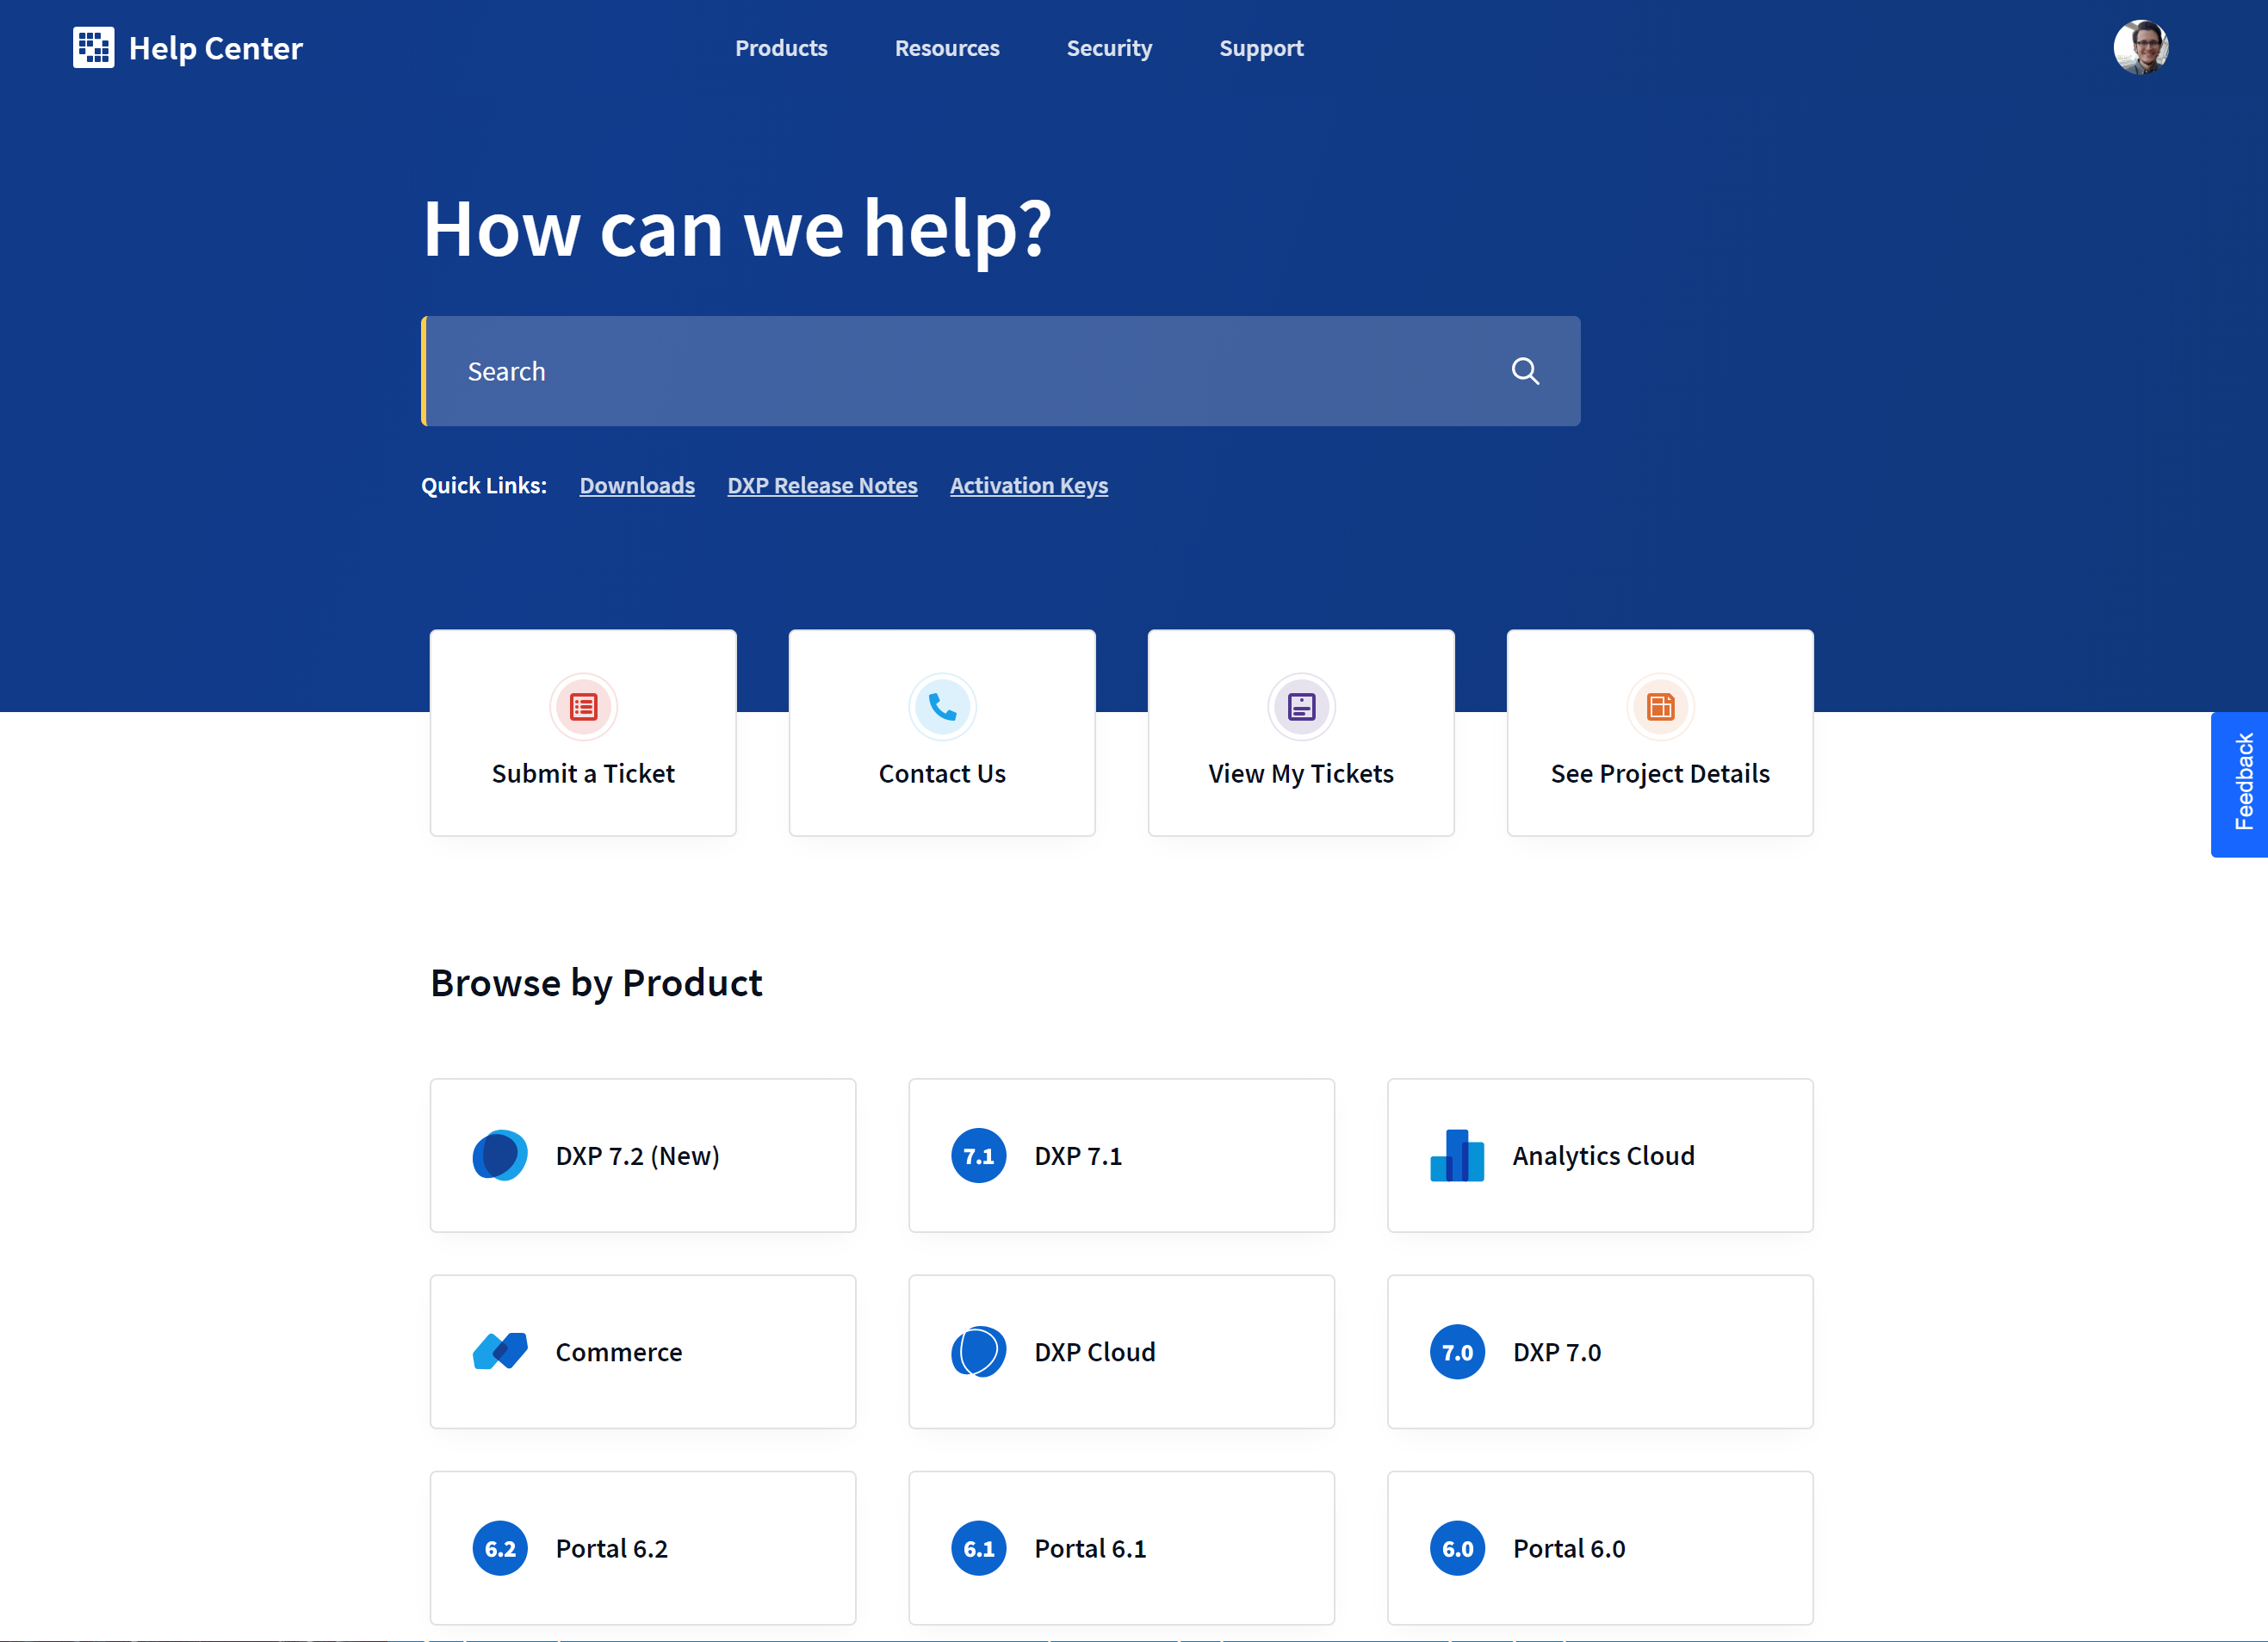 Help Center
Products Resources Security Support
How can we help?
Search
Quick Links: Downloads DXP Release Notes Activation Keys
Submit a Ticket
Contact Us
View My Tickets
See Project Details
Feedback
Browse by Product
DXP 7.2 (New)
7.1 DXP 7.1
Analytics Cloud
Commerce
DXP Cloud
7.0 DXP 7.0
6.2 Portal 6.2
6.1 Portal 6.1
6.0 Portal 6.0